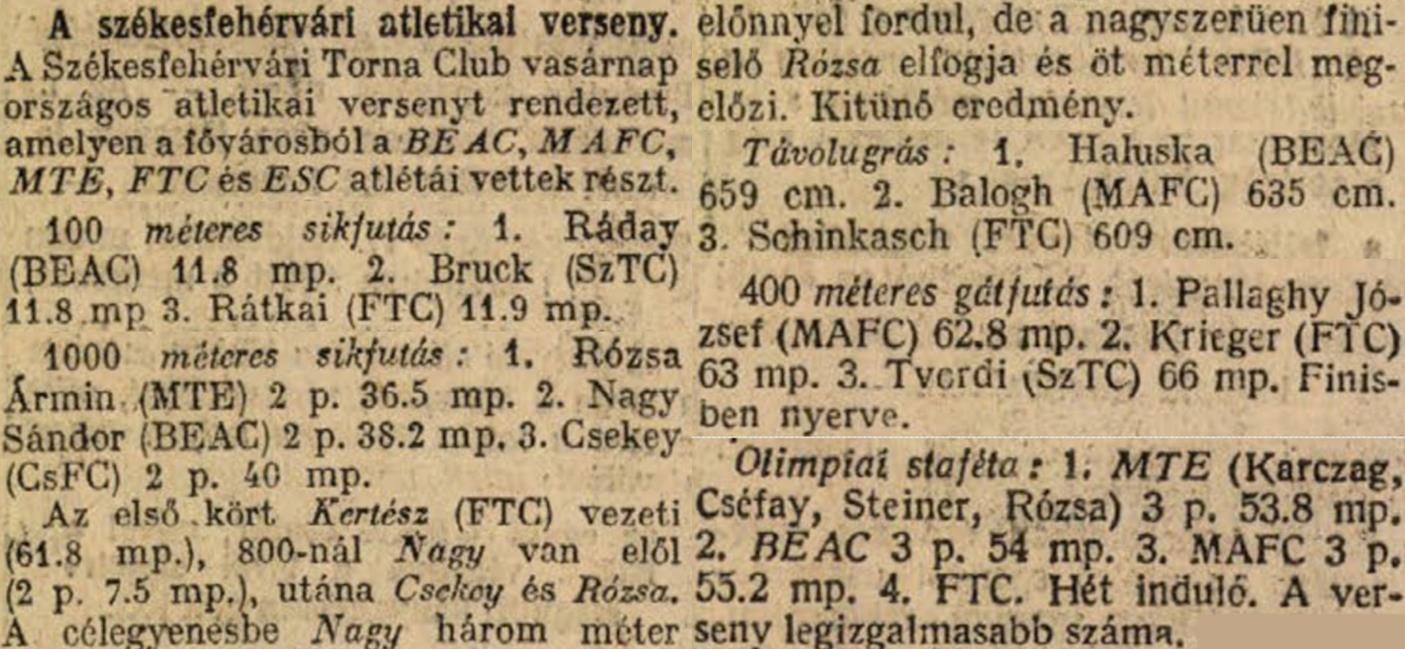 A székesfehérvári atletikai verseny.
A Székesfehérvári Torna Club vasárnap
országos atletikai versenyt rendezett,
amelyen a fővárosból a BEAC, MAFC,
MTE, FTC és ESC atlétái vettek részt.
100 méteres sikfutás: 1. Ráday
(BEAC) 11.8 mp. 2. Bruck (SzTC)
11.8 mp 3. Rátkai (FTC) 11.9 mp.
1000 méteres sikfutás: 1. Rózsa
Ármin (MTE) 2 p. 36.5 mp. 2. Nagy
Sándor (BEAC) 2 p. 38.2 mp. 3. Csekey
(CsFC) 2 p. 40 mp.
Az első kört Kertész (FTC) vezeti
(61.8 mp.), 800-nál Nagy van elől
(2 p. 7.5 mp.), utána Csekey és Rózsa.
A célegyenesbe Nagy három méter
előnnyel fordul, de a nagyszerüen fini-
selő Rózsa elfogja és öt méterrel meg-
előzi. Kitünő eredmény.
Távolugrás: 1. Haluska (BEAC)
659 cm. 2. Balogh (MAFC) 635 cm.
3. Schinkasch (FTC) 609 cm.
400 méteres gátfutás: 1. Pallaghy Jó-
zsef (MAFC) 62.8 mp. 2. Krieger (FTC)
63 mp. 3. Tverdi (SzTC) 66 mp. Finis-
ben nyerve.
Olimpiai staféta: 1. MTE (Karczag,
Cséfay, Steiner, Rózsa) 3 p. 53.8 mp.
2. BEAC 3 p. 54 mp. 3. MAFC 3 p.
55.2 mp. 4. FTC. Hét induló. A ver-
seny legizgalmasabb száma.